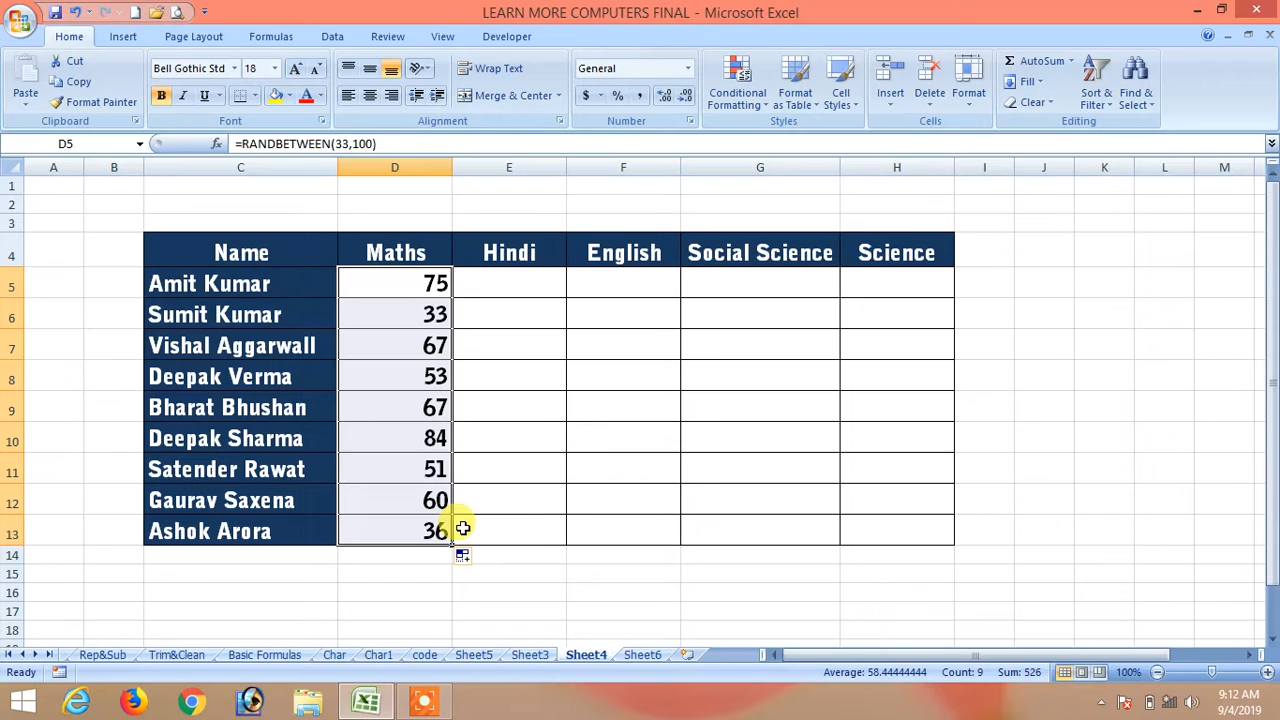 LEARN MORE COMPUTERS FINAL - Microsoft Excel
Home Insert Page Layout Formulas Data Review View Developer
Paste
Cut
Copy
Format Painter
Clipboard
Bell Gothic Std 18
B I U A
Font
Wrap Text
Merge & Center
Alignment
General
$ % ,
Number
Conditional Formatting
Format as Table
Cell Styles
Styles
Insert Delete Format
Cells
Σ AutoSum
Fill
Clear
Sort & Filter
Find & Select
Editing
D5 fx =RANDBETWEEN(33,100)
A B C D E F G H I J K L M
1
2
3
4 Name Maths Hindi English Social Science Science
5 Amit Kumar 75
6 Sumit Kumar 33
7 Vishal Aggarwall 67
8 Deepak Verma 53
9 Bharat Bhushan 67
10 Deepak Sharma 84
11 Satender Rawat 51
12 Gaurav Saxena 60
13 Ashok Arora 36
14
15
16
17
18
Rep&Sub Trim&Clean Basic Formulas Char Char1 code Sheet5 Sheet3 Sheet4 Sheet6
Ready Average: 58.44444444 Count: 9 Sum: 526 100%
9:12 AM
9/4/2019